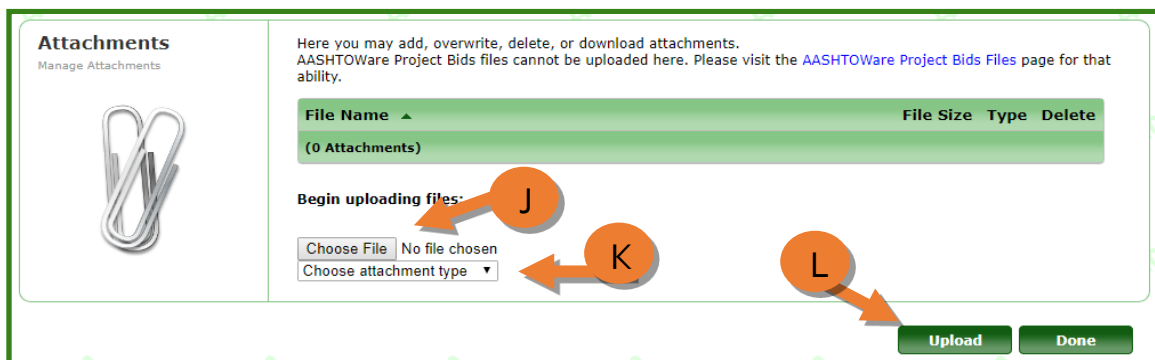 Attachments
Manage Attachments
Here you may add, overwrite, delete, or download attachments.
AASHTOWare Project Bids files cannot be uploaded here. Please visit the AASHTOWare Project Bids Files page for that
ability.
File Name ▲ File Size Type Delete
(0 Attachments)
Begin uploading files:
J
Choose File No file chosen
Choose attachment type ▼
K
L
Upload Done